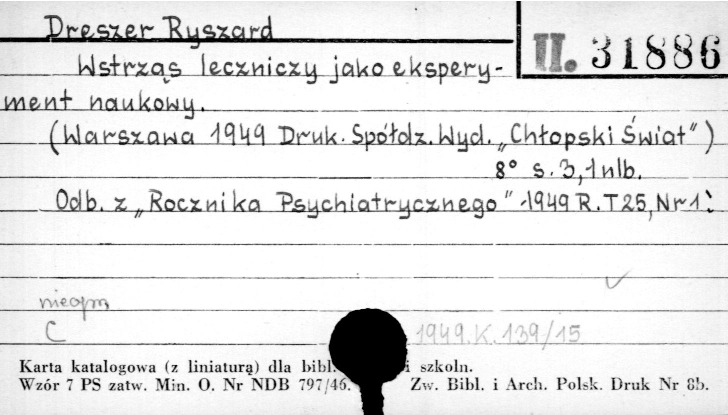 Dreszer Ryszard
II. 31886
Wstrząs leczniczy jako ekspery-
ment naukowy.
(Warszawa 1949 Druk. Spółdz. Wyd. „Chłopski Świat")
8° s. 3, 1 nlb.
Odb. z „Rocznika Psychiatrycznego" 1949 R. T 25, Nr 1.
nieopr.
C
1949. K. 139/15
Karta katalogowa (z liniaturą) dla bibl. i szkoln.
Wzór 7 PS zatw. Min. O. Nr NDB 797/46. Zw. Bibl. i Arch. Polsk. Druk Nr 8b.